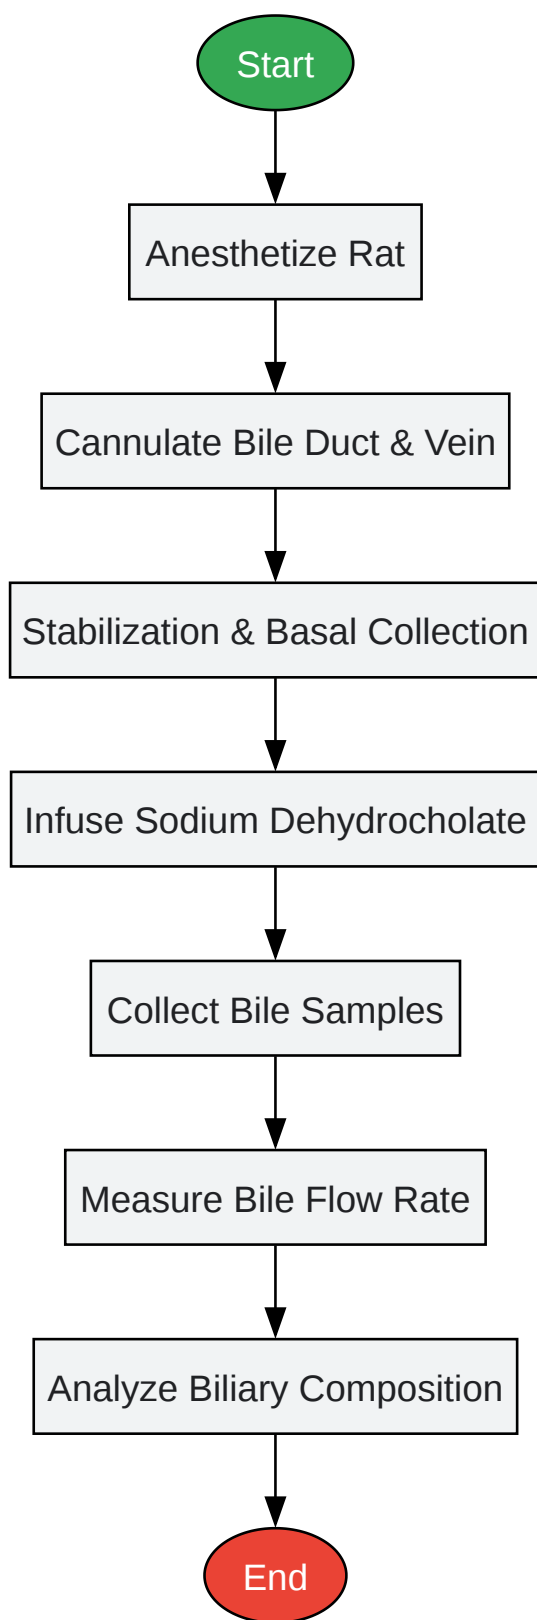 Start
Anesthetize Rat
Cannulate Bile Duct & Vein
Stabilization & Basal Collection
Infuse Sodium Dehydrocholate
Collect Bile Samples
Measure Bile Flow Rate
Analyze Biliary Composition
End